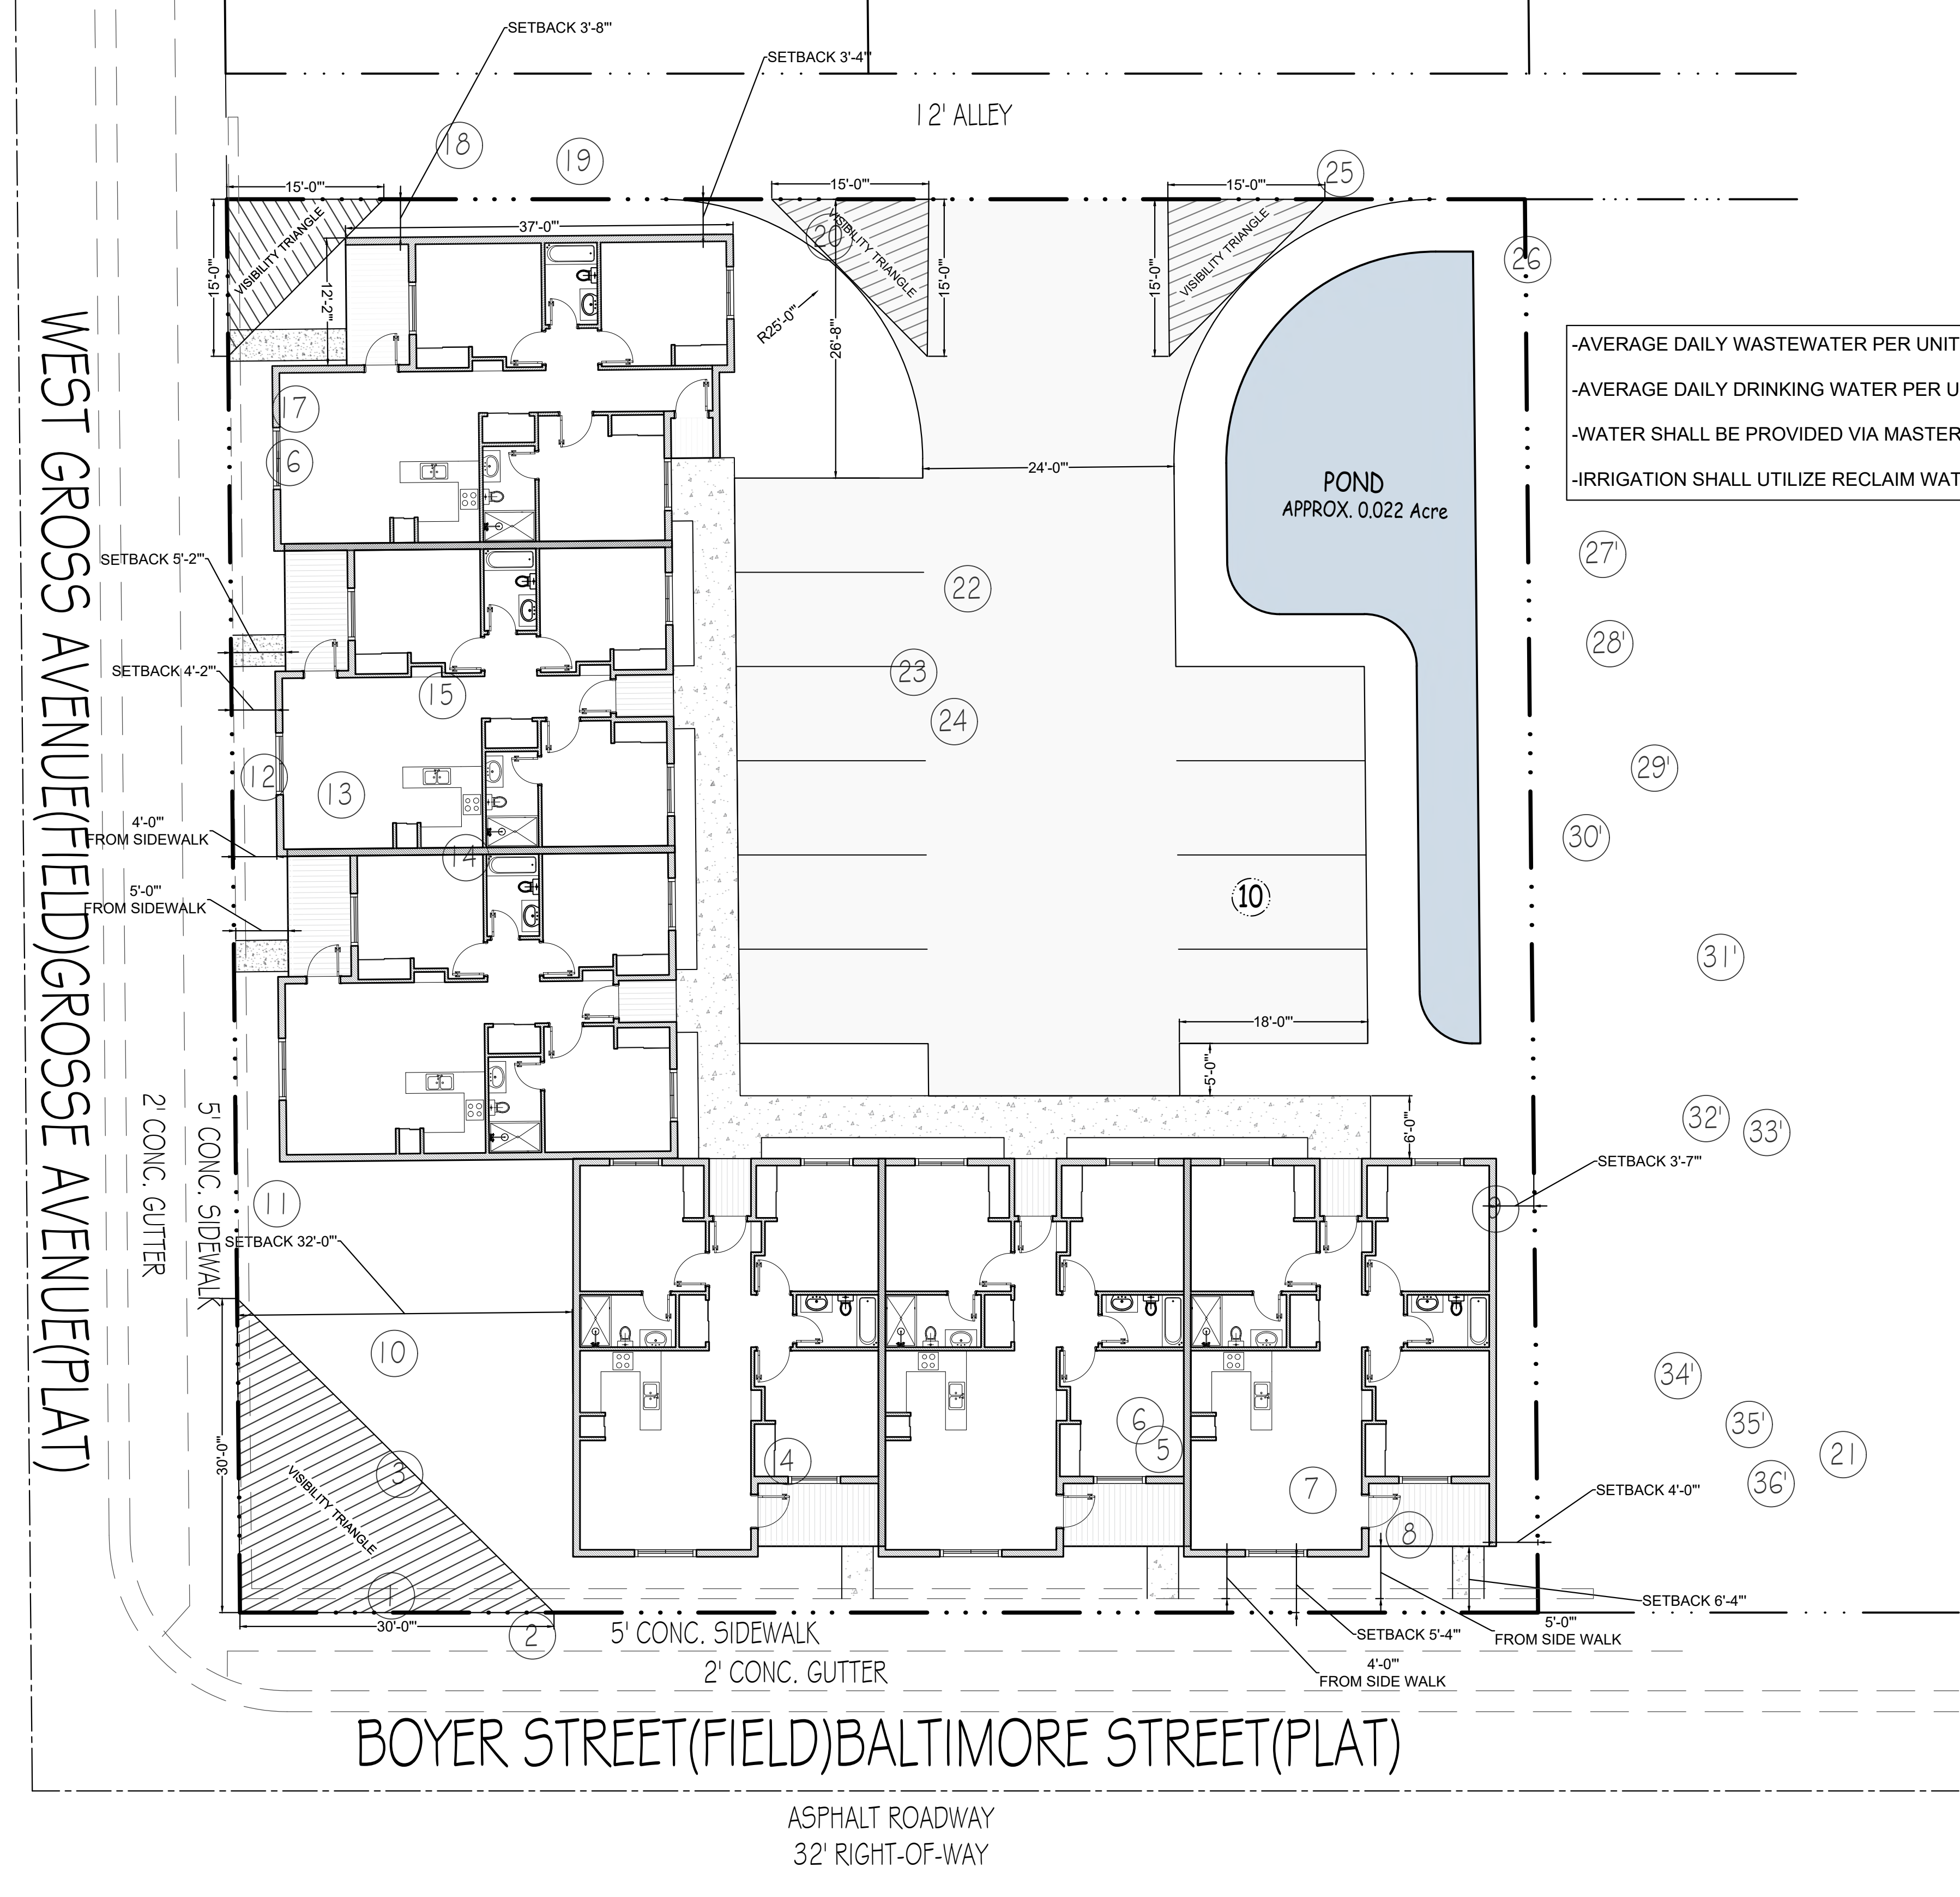 SETBACK 3'-8"'
SETBACK 3'-4"'
12' ALLEY
18
19
25
15'-0"'
15'-0"'
15'-0"'
VISIBILITY TRIANGLE
20
VISIBILITY TRIANGLE
VISIBILITY TRIANGLE
37'-0"'
15'-0"'
12'-2"'
R25'-0"'
26'-8"'
15'-0"'
15'-0"'
26
-AVERAGE DAILY WASTEWATER PER UNIT
-AVERAGE DAILY DRINKING WATER PER U
-WATER SHALL BE PROVIDED VIA MASTER
-IRRIGATION SHALL UTILIZE RECLAIM WAT
17
6
24'-0"'
POND
APPROX. 0.022 Acre
SETBACK 5'-2"'
27'
22
28'
SETBACK 4'-2"'
15
23
24
12
13
29'
4'-0"'
FROM SIDEWALK
14
30'
5'-0"'
FROM SIDEWALK
10
31'
18'-0"'
5'-0"'
6'-0"'
32'
33'
WEST GROSS AVENUE(FIELD)GROSSE AVENUE(PLAT)
2' CONC. GUTTER
5' CONC. SIDEWALK
11
SETBACK 3'-7"'
9
SETBACK 32'-0"'
10
34'
35'
21
36'
30'-0"'
3
VISIBILITY TRIANGLE
4
6
5
7
8
SETBACK 4'-0"'
1
SETBACK 6'-4"'
30'-0"'
2
5' CONC. SIDEWALK
SETBACK 5'-4"'
5'-0"'
FROM SIDE WALK
2' CONC. GUTTER
4'-0"'
FROM SIDE WALK
BOYER STREET(FIELD)BALTIMORE STREET(PLAT)
ASPHALT ROADWAY
32' RIGHT-OF-WAY